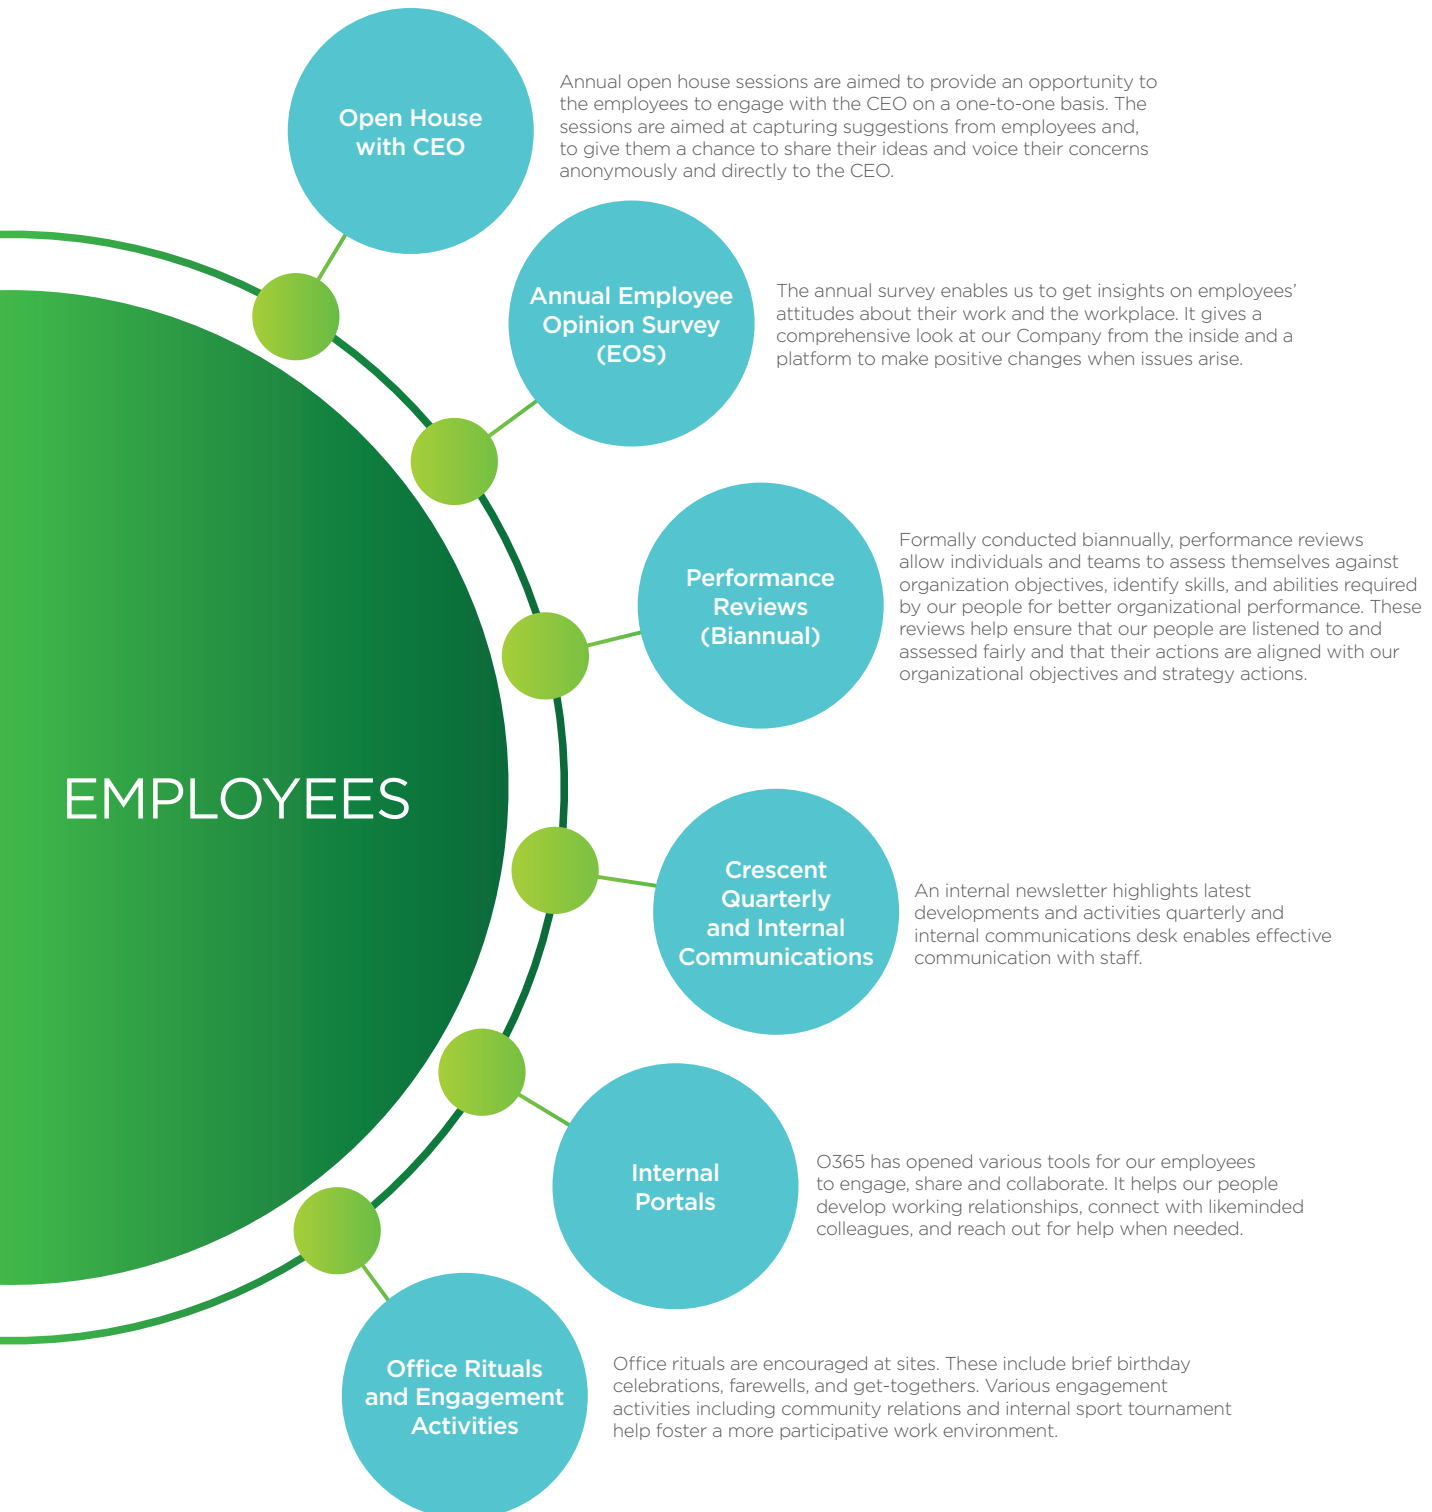 Open House
with CEO
Annual open house sessions are aimed to provide an opportunity to
the employees to engage with the CEO on a one-to-one basis. The
sessions are aimed at capturing suggestions from employees and,
to give them a chance to share their ideas and voice their concerns
anonymously and directly to the CEO.
Annual Employee
Opinion Survey
(EOS)
The annual survey enables us to get insights on employees’
attitudes about their work and the workplace. It gives a
comprehensive look at our Company from the inside and a
platform to make positive changes when issues arise.
Performance
Reviews
(Biannual)
Formally conducted biannually, performance reviews
allow individuals and teams to assess themselves against
organization objectives, identify skills, and abilities required
by our people for better organizational performance. These
reviews help ensure that our people are listened to and
assessed fairly and that their actions are aligned with our
organizational objectives and strategy actions.
EMPLOYEES
Crescent
Quarterly
and Internal
Communications
An internal newsletter highlights latest
developments and activities quarterly and
internal communications desk enables effective
communication with staff.
Internal
Portals
O365 has opened various tools for our employees
to engage, share and collaborate. It helps our people
develop working relationships, connect with likeminded
colleagues, and reach out for help when needed.
Office Rituals
and Engagement
Activities
Office rituals are encouraged at sites. These include brief birthday
celebrations, farewells, and get-togethers. Various engagement
activities including community relations and internal sport tournament
help foster a more participative work environment.